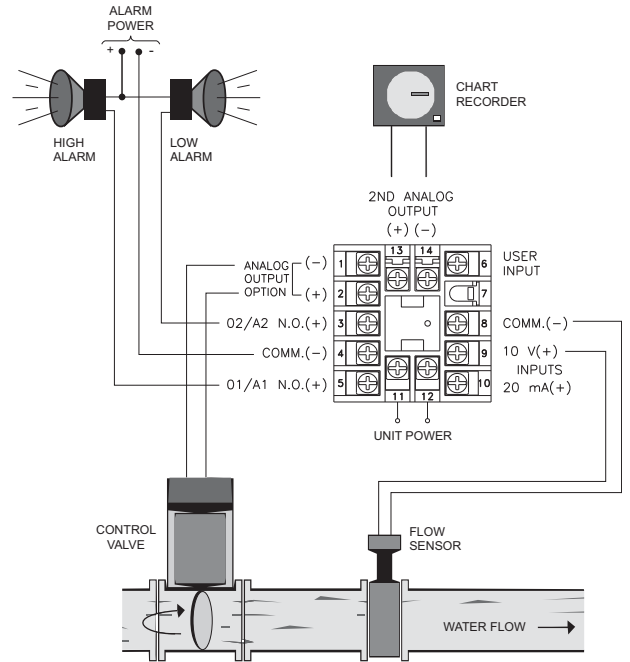 ALARM
POWER
+ -
HIGH
ALARM
LOW
ALARM
CHART
RECORDER
2ND ANALOG
OUTPUT
(+) (-)
13 14
ANALOG (-) 1
OUTPUT
OPTION (+) 2
O2/A2 N.O.(+) 3
COMM.(-) 4
O1/A1 N.O.(+) 5
6 USER
INPUT
7
8 COMM.(-)
9 10 V(+)
INPUTS
10 20 mA(+)
11 12
UNIT POWER
CONTROL
VALVE
FLOW
SENSOR
WATER FLOW